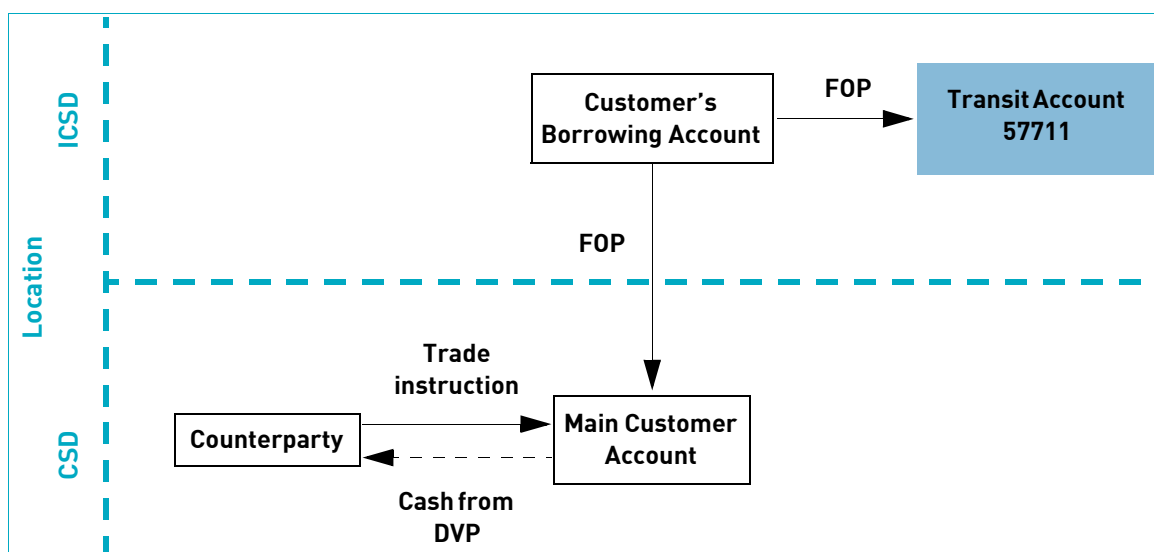 Location
ICSD
CSD
Customer's
Borrowing Account
FOP
Transit Account
57711
FOP
Trade
instruction
Counterparty
Main Customer
Account
Cash from
DVP